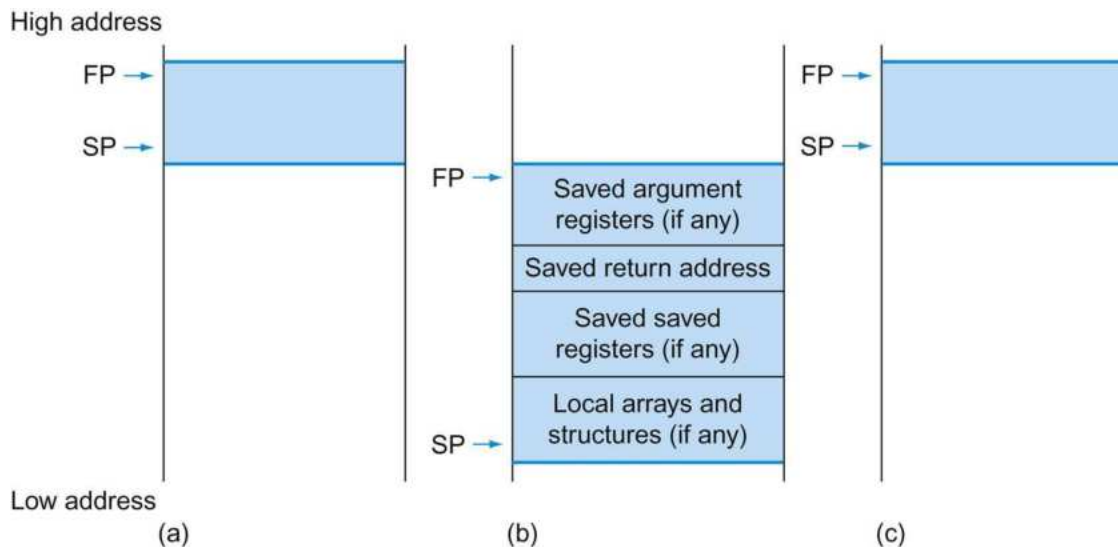 High address
FP
SP
FP
Saved argument
registers (if any)
Saved return address
Saved saved
registers (if any)
Local arrays and
structures (if any)
SP
FP
SP
Low address
(a)
(b)
(c)